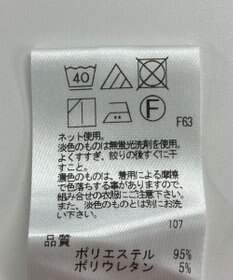 40
F
F63
ネット使用。
淡色のものは無蛍光洗剤を使用。
よくすすぎ、絞りの後すぐに干
すこと。
濃色のものは、着用による摩擦
で色落ちする場合がありますので、
組み合せの衣服にご注意下さい。
また、淡色のものとは別にお洗
い下さい。
107
品質
ポリエステル 95%
ポリウレタン 5%